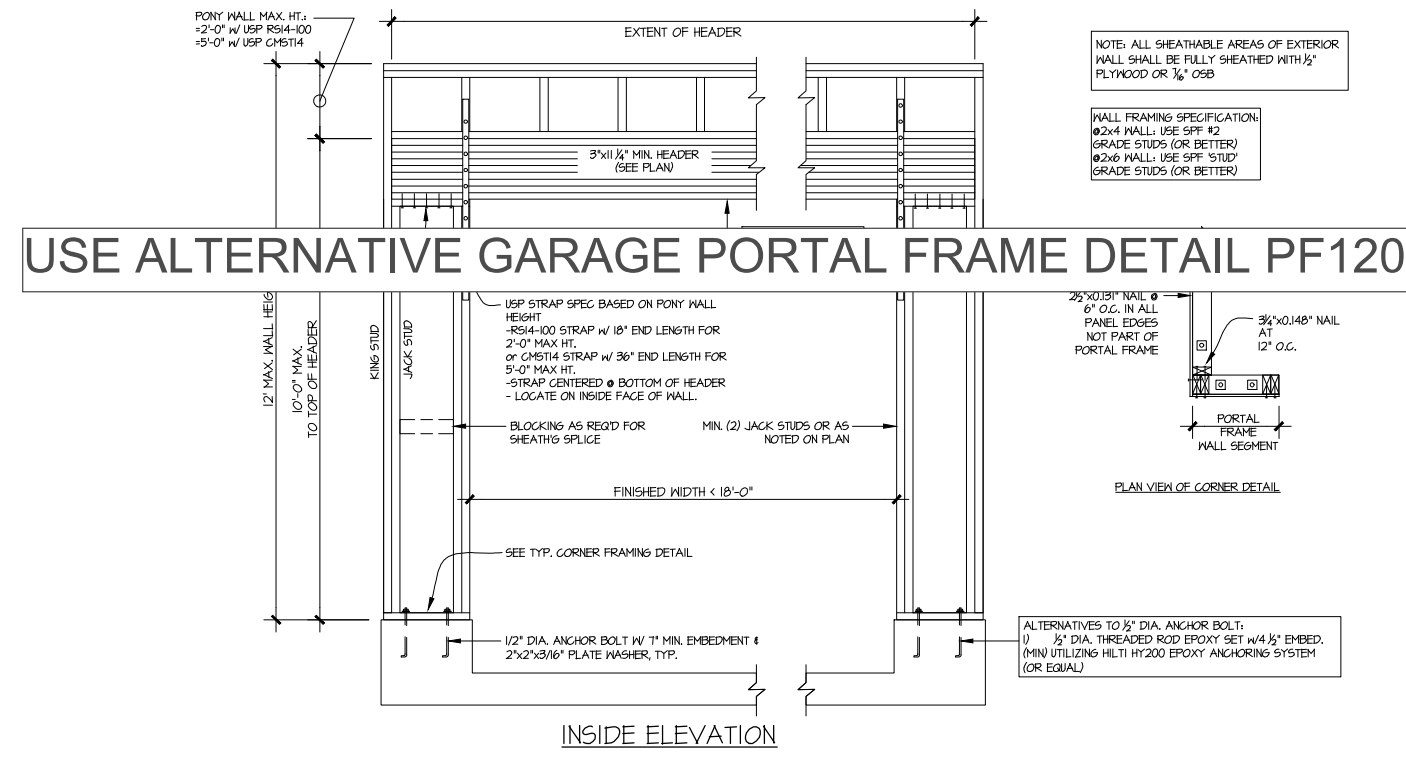 PONY WALL MAX. HT.:
=2'-0" W/ USP RS14-100
=5'-0" W/ USP CMST14
EXTENT OF HEADER
NOTE: ALL SHEATHABLE AREAS OF EXTERIOR
WALL SHALL BE FULLY SHEATHED WITH 1/2"
PLYWOOD OR 7/16" OSB
WALL FRAMING SPECIFICATION:
@2x4 WALL: USE SPF #2
GRADE STUDS (OR BETTER)
@2x6 WALL: USE SPF 'STUD'
GRADE STUDS (OR BETTER)
3"x11 1/4" MIN. HEADER
(SEE PLAN)
USE ALTERNATIVE GARAGE PORTAL FRAME DETAIL PF120
12' MAX. WALL
10'-0" MAX.
TO TOP OF HEADER
KING STUD
JACK STUD
USP STRAP SPEC BASED ON PONY WALL
HEIGHT
-RS14-100 STRAP W/ 18" END LENGTH FOR
2'-0" MAX HT.
or CMST14 STRAP W/ 36" END LENGTH FOR
5'-0" MAX HT.
-STRAP CENTERED @ BOTTOM OF HEADER
- LOCATE ON INSIDE FACE OF WALL.
BLOCKING AS REQ'D FOR
SHEATH'G SPLICE
MIN. (2) JACK STUDS OR AS
NOTED ON PLAN
2 1/2"x0.131" NAIL @
6" O.C. IN ALL
PANEL EDGES
NOT PART OF
PORTAL FRAME
3 1/4"x0.148" NAIL
AT
12" O.C.
PORTAL
FRAME
WALL SEGMENT
PLAN VIEW OF CORNER DETAIL
FINISHED WIDTH < 18'-0"
SEE TYP. CORNER FRAMING DETAIL
1/2" DIA. ANCHOR BOLT W/ 7" MIN. EMBEDMENT &
2"x2"x3/16" PLATE WASHER, TYP.
ALTERNATIVES TO 1/2" DIA. ANCHOR BOLT:
1) 1/2" DIA. THREADED ROD EPOXY SET W/4 1/2" EMBED.
(MIN) UTILIZING HILTI HY200 EPOXY ANCHORING SYSTEM
(OR EQUAL)
INSIDE ELEVATION